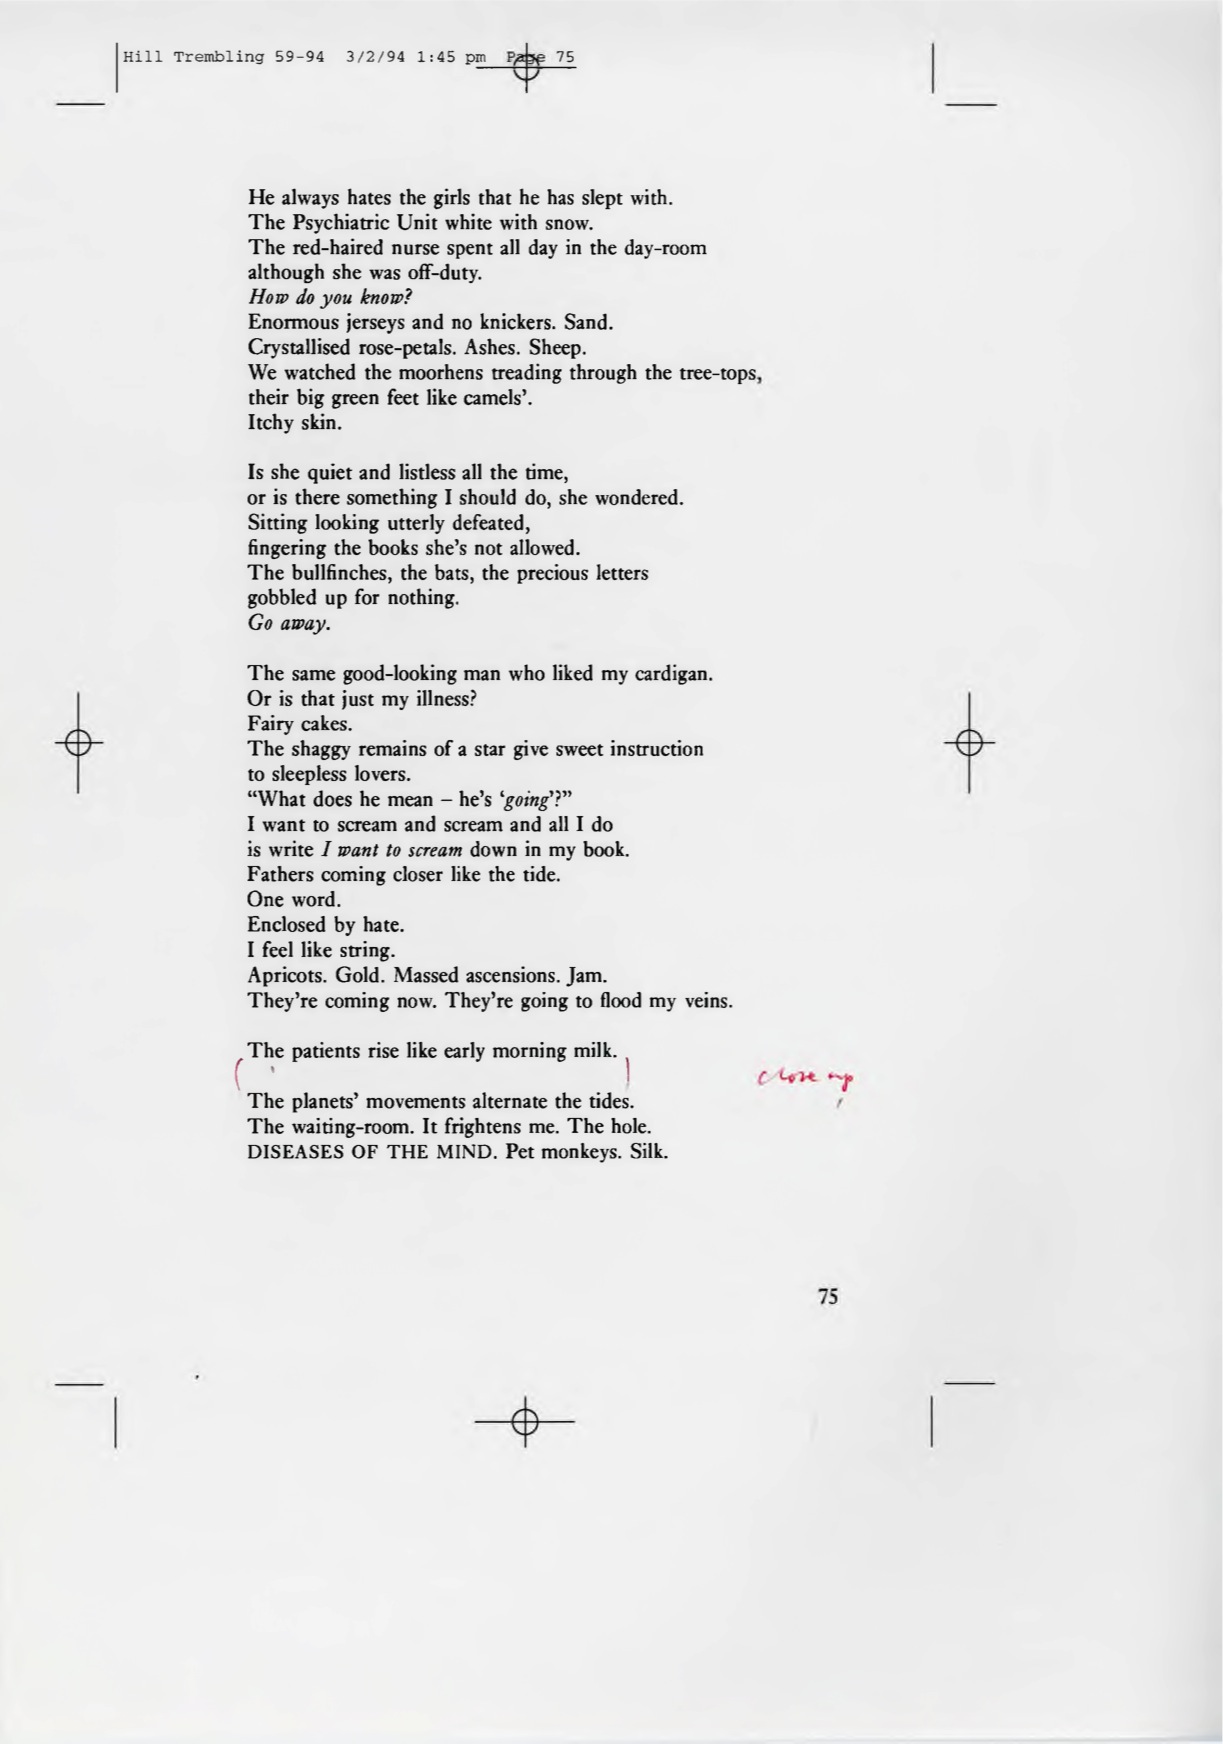 Hill Trembling 59-94 3/2/94 1:45 pm Page 75
He always hates the girls that he has slept with.
The Psychiatric Unit white with snow.
The red-haired nurse spent all day in the day-room
although she was off-duty.
How do you know?
Enormous jerseys and no knickers. Sand.
Crystallised rose-petals. Ashes. Sheep.
We watched the moorhens treading through the tree-tops,
their big green feet like camels’.
Itchy skin.
Is she quiet and listless all the time,
or is there something I should do, she wondered.
Sitting looking utterly defeated,
fingering the books she’s not allowed.
The bullfinches, the bats, the precious letters
gobbled up for nothing.
Go away.
The same good-looking man who liked my cardigan.
Or is that just my illness?
Fairy cakes.
The shaggy remains of a star give sweet instruction
to sleepless lovers.
“What does he mean – he’s ‘going’?”
I want to scream and scream and all I do
is write I want to scream down in my book.
Fathers coming closer like the tide.
One word.
Enclosed by hate.
I feel like string.
Apricots. Gold. Massed ascensions. Jam.
They’re coming now. They’re going to flood my veins.
The patients rise like early morning milk.
close up
The planets’ movements alternate the tides.
The waiting-room. It frightens me. The hole.
DISEASES OF THE MIND. Pet monkeys. Silk.
75